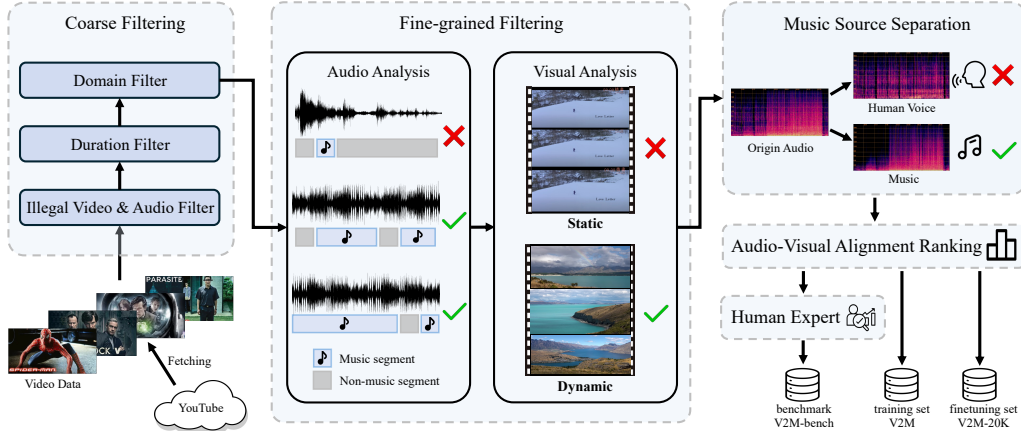 Coarse Filtering
Domain Filter
Duration Filter
Illegal Video & Audio Filter
PARASITE
OCK V
SPIDER-MAN
Video Data
Fetching
YouTube
Fine-grained Filtering
Audio Analysis
Music segment
Non-music segment
Visual Analysis
Static
Dynamic
Music Source Separation
Origin Audio
Human Voice
Music
Audio-Visual Alignment Ranking
Human Expert
benchmark
V2M-bench
training set
V2M
finetuning set
V2M-20K